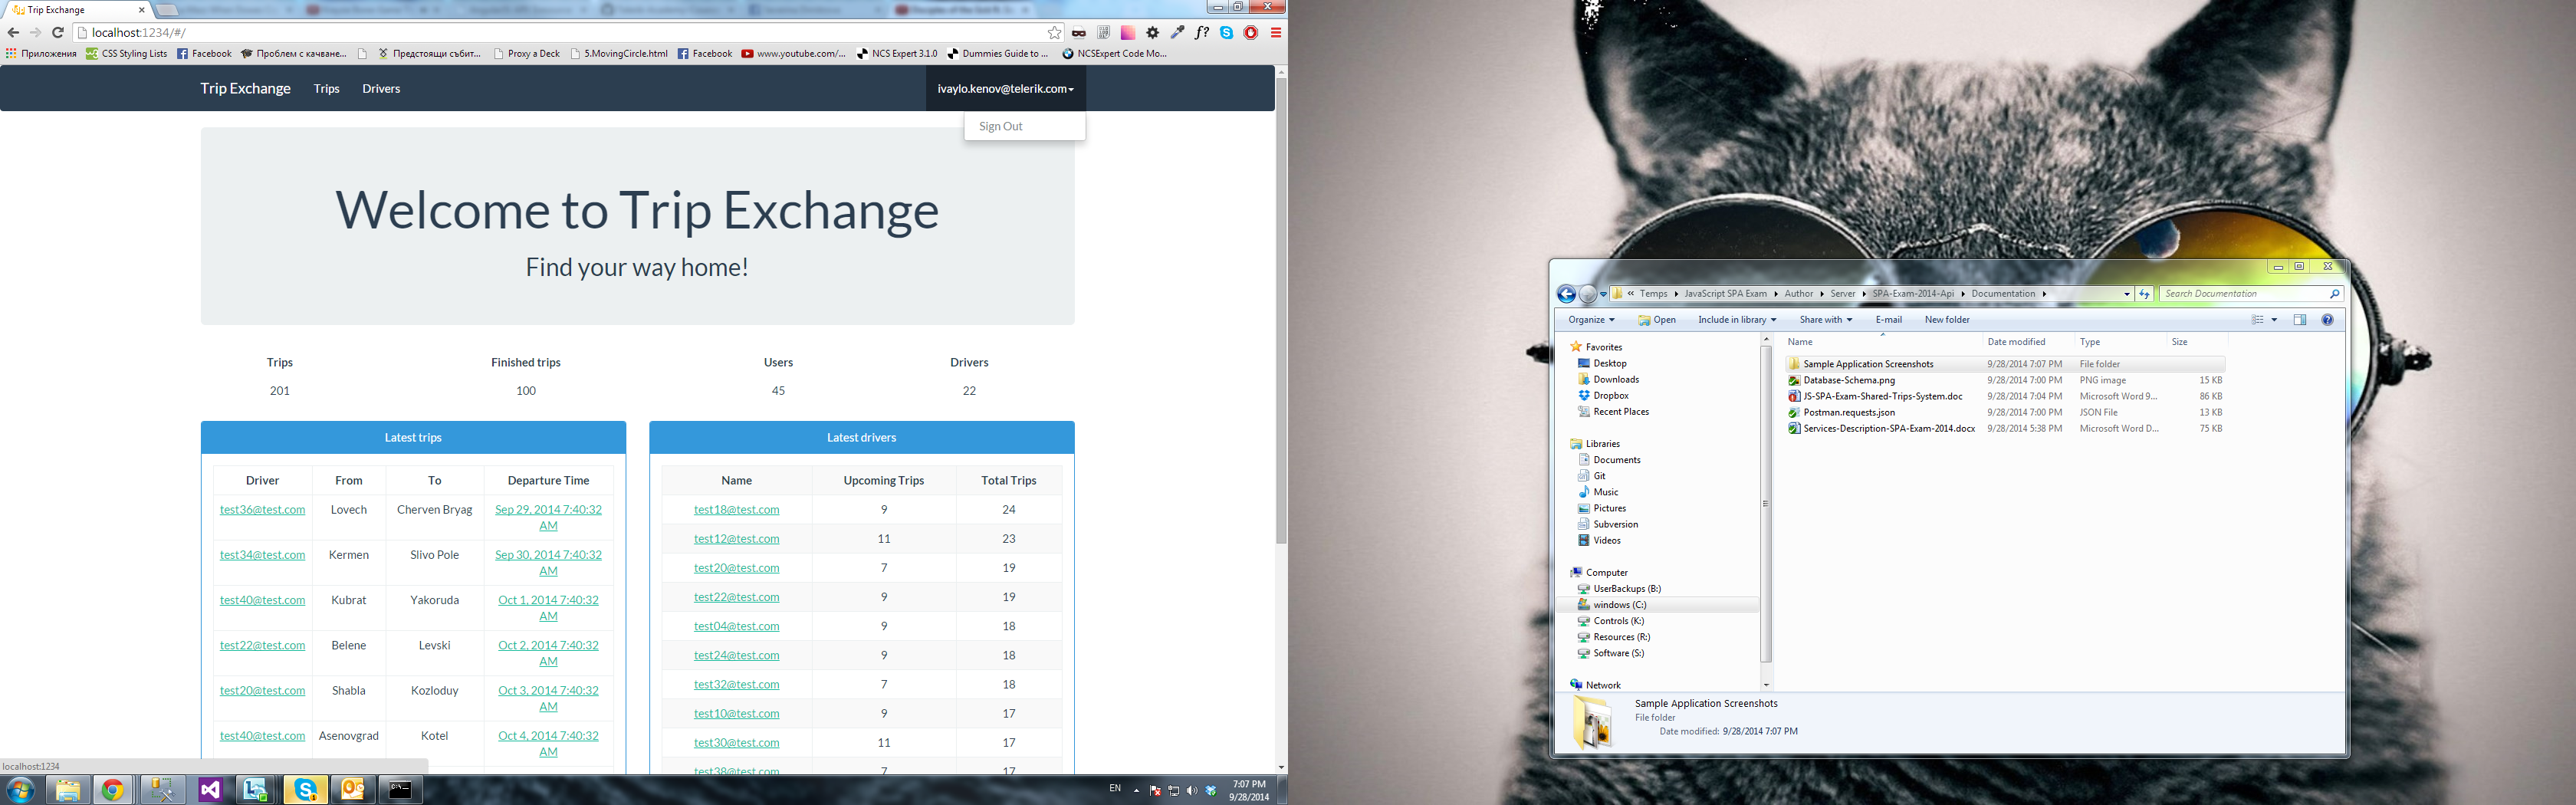 Trip Exchange
localhost:1234/#/
Приложения
CSS Styling Lists
Facebook
Проблем с качване...
Предстоящи събит...
Proxy a Deck
5.MovingCircle.html
Facebook
www.youtube.com/...
NCS Expert 3.1.0
Dummies Guide to ...
NCSExpert Code Mo...
Trip Exchange Trips Drivers ivaylo.kenov@telerik.com
Sign Out
Welcome to Trip Exchange
Find your way home!
Trips Finished trips Users Drivers
201 100 45 22
Latest trips
Driver From To Departure Time
test36@test.com Lovech Cherven Bryag Sep 29, 2014 7:40:32 AM
test34@test.com Kermen Slivo Pole Sep 30, 2014 7:40:32 AM
test40@test.com Kubrat Yakoruda Oct 1, 2014 7:40:32 AM
test22@test.com Belene Levski Oct 2, 2014 7:40:32 AM
test20@test.com Shabla Kozloduy Oct 3, 2014 7:40:32 AM
test40@test.com Asenovgrad Kotel Oct 4, 2014 7:40:32 AM
Latest drivers
Name Upcoming Trips Total Trips
test18@test.com 9 24
test12@test.com 11 23
test20@test.com 7 19
test22@test.com 9 19
test04@test.com 9 18
test24@test.com 9 18
test32@test.com 7 18
test10@test.com 9 17
test30@test.com 11 17
test38@test.com 7 17
localhost:1234
EN
7:07 PM
9/28/2014
« Temps JavaScript SPA Exam Author Server SPA-Exam-2014-Api Documentation
Search Documentation
Organize Open Include in library Share with E-mail New folder
Favorites
Desktop
Downloads
Dropbox
Recent Places
Libraries
Documents
Git
Music
Pictures
Subversion
Videos
Computer
UserBackups (B:)
windows (C:)
Controls (K:)
Resources (R:)
Software (S:)
Network
Name Date modified Type Size
Sample Application Screenshots 9/28/2014 7:07 PM File folder
Database-Schema.png 9/28/2014 7:00 PM PNG image 15 KB
JS-SPA-Exam-Shared-Trips-System.doc 9/28/2014 7:04 PM Microsoft Word 9... 86 KB
Postman.requests.json 9/28/2014 7:00 PM JSON File 13 KB
Services-Description-SPA-Exam-2014.docx 9/28/2014 5:38 PM Microsoft Word D... 75 KB
Sample Application Screenshots
File folder
Date modified: 9/28/2014 7:07 PM